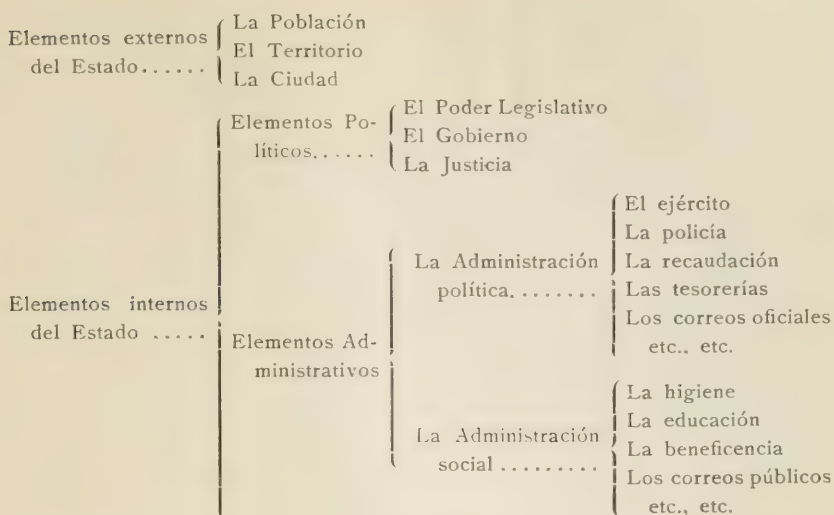 Elementos externos
del Estado......
La Población
El Territorio
La Ciudad
Elementos internos
del Estado .....
Elementos Po-
líticos......
El Poder Legislativo
El Gobierno
La Justicia
Elementos Ad-
ministrativos
La Administración
política. .......
El ejército
La policía
La recaudación
Las tesorerías
Los correos oficiales
etc., etc.
La Administración
social .........
La higiene
La educación
La beneficencia
Los correos públicos
etc., etc.